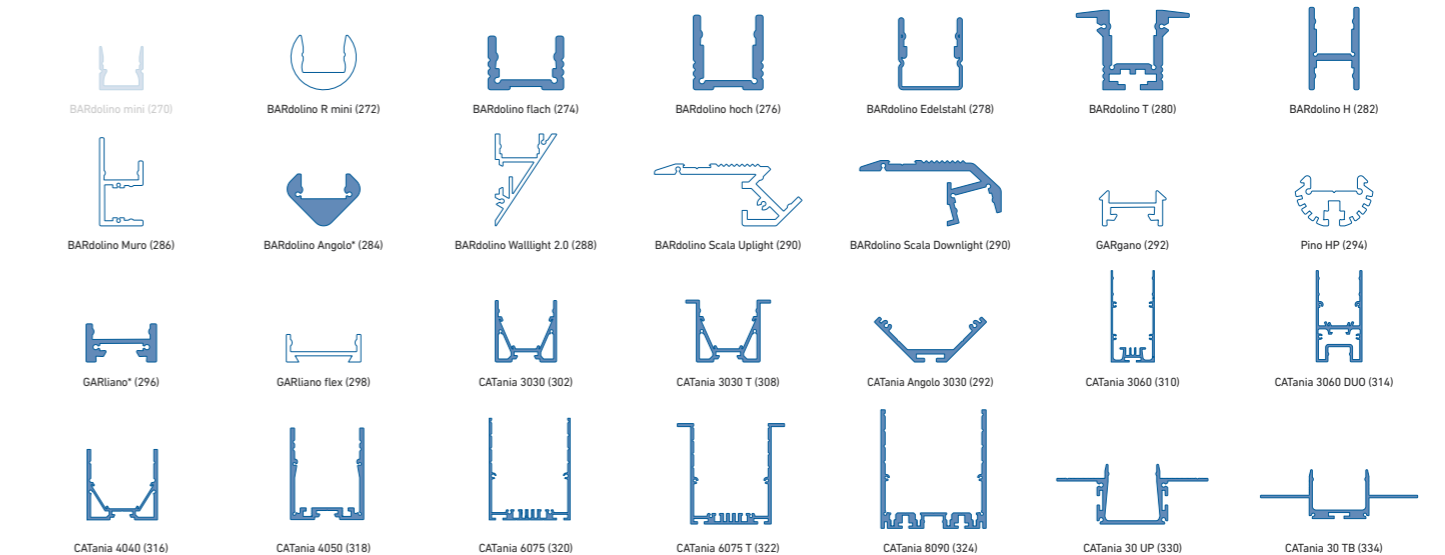 BARdolino mini (270)
BARdolino R mini (272)
BARdolino flach (274)
BARdolino hoch (276)
BARdolino Edelstahl (278)
BARdolino T (280)
BARdolino H (282)
BARdolino Muro (286)
BARdolino Angolo* (284)
BARdolino Walllight 2.0 (288)
BARdolino Scala Uplight (290)
BARdolino Scala Downlight (290)
GARgano (292)
Pino HP (294)
GARliano* (296)
GARliano flex (298)
CATania 3030 (302)
CATania 3030 T (308)
CATania Angolo 3030 (292)
CATania 3060 (310)
CATania 3060 DUO (314)
CATania 4040 (316)
CATania 4050 (318)
CATania 6075 (320)
CATania 6075 T (322)
CATania 8090 (324)
CATania 30 UP (330)
CATania 30 TB (334)